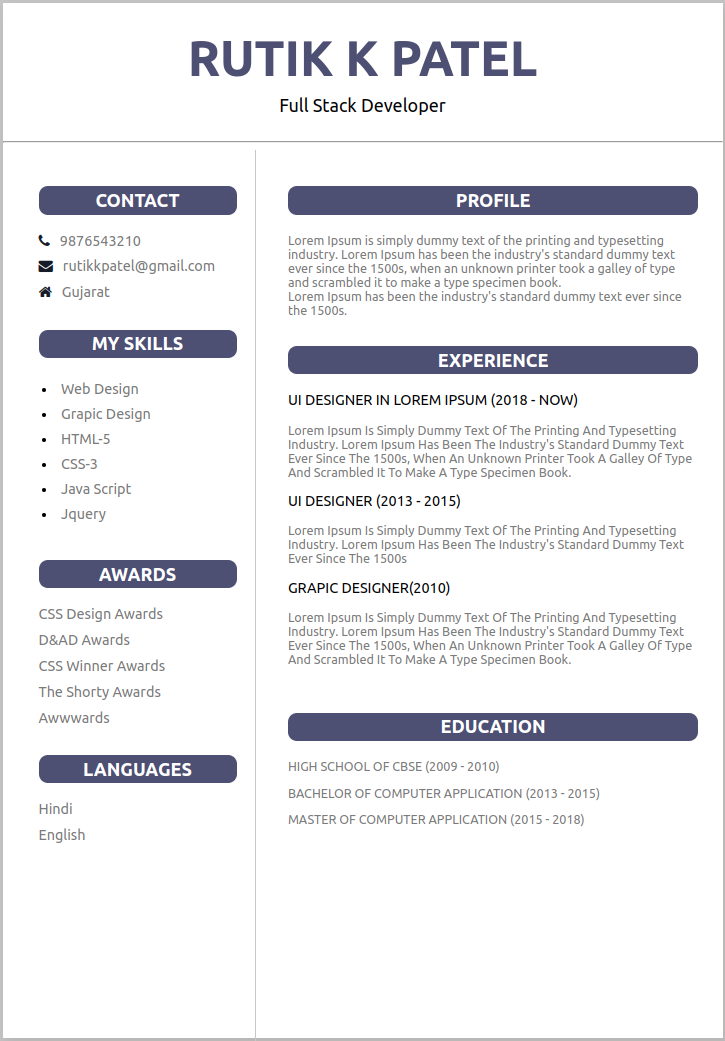 RUTIK K PATEL
Full Stack Developer
CONTACT
9876543210
rutikkpatel@gmail.com
Gujarat
MY SKILLS
Web Design
Grapic Design
HTML-5
CSS-3
Java Script
Jquery
AWARDS
CSS Design Awards
D&AD Awards
CSS Winner Awards
The Shorty Awards
Awwwards
LANGUAGES
Hindi
English
PROFILE
Lorem Ipsum is simply dummy text of the printing and typesetting
industry. Lorem Ipsum has been the industry's standard dummy text
ever since the 1500s, when an unknown printer took a galley of type
and scrambled it to make a type specimen book.
Lorem Ipsum has been the industry's standard dummy text ever since
the 1500s.
EXPERIENCE
UI DESIGNER IN LOREM IPSUM (2018 - NOW)
Lorem Ipsum Is Simply Dummy Text Of The Printing And Typesetting
Industry. Lorem Ipsum Has Been The Industry's Standard Dummy Text
Ever Since The 1500s, When An Unknown Printer Took A Galley Of Type
And Scrambled It To Make A Type Specimen Book.
UI DESIGNER (2013 - 2015)
Lorem Ipsum Is Simply Dummy Text Of The Printing And Typesetting
Industry. Lorem Ipsum Has Been The Industry's Standard Dummy Text
Ever Since The 1500s
GRAPIC DESIGNER(2010)
Lorem Ipsum Is Simply Dummy Text Of The Printing And Typesetting
Industry. Lorem Ipsum Has Been The Industry's Standard Dummy Text
Ever Since The 1500s, When An Unknown Printer Took A Galley Of Type
And Scrambled It To Make A Type Specimen Book.
EDUCATION
HIGH SCHOOL OF CBSE (2009 - 2010)
BACHELOR OF COMPUTER APPLICATION (2013 - 2015)
MASTER OF COMPUTER APPLICATION (2015 - 2018)